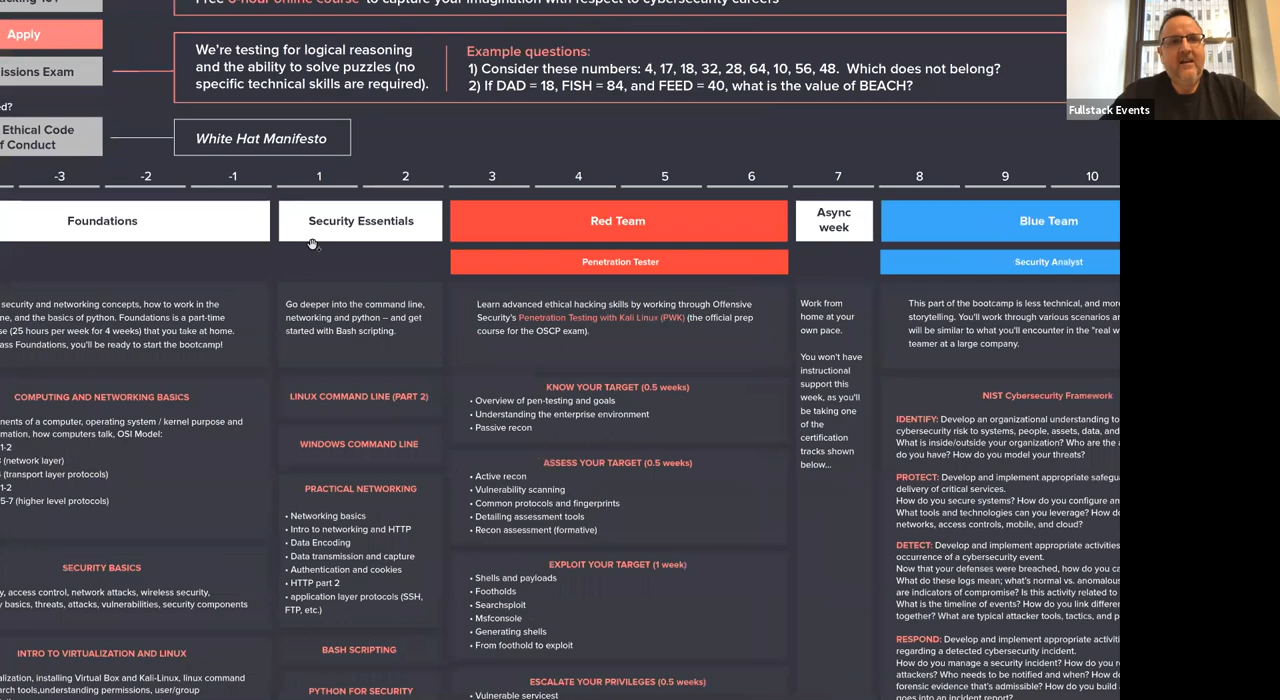 Apply
We're testing for logical reasoning
and the ability to solve puzzles (no
specific technical skills are required).
Example questions:
1) Consider these numbers: 4, 17, 18, 32, 28, 64, 10, 56, 48. Which does not belong?
2) If DAD = 18, FISH = 84, and FEED = 40, what is the value of BEACH?
Fullstack Events
Exam
Ethical Code
Conduct
White Hat Manifesto
-3 -2 -1 1 2 3 4 5 6 7 8 9 10
Foundations
Security Essentials
Red Team
Async
week
Blue Team
Penetration Tester
Security Analyst
security and networking concepts, how to work in the
and the basics of python. Foundations is a part-time
(25 hours per week for 4 weeks) that you take at home.
Foundations, you'll be ready to start the bootcamp!
Go deeper into the command line,
networking and python -- and get
started with Bash scripting.
Learn advanced ethical hacking skills by working through Offensive
Security's Penetration Testing with Kali Linux (PWK) (the official prep
course for the OSCP exam).
Work from
home at your
own pace.
You won't have
instructional
support this
week, as you'll
be taking one
of the
certification
tracks shown
below...
This part of the bootcamp is less technical, and
storytelling. You'll work through various scenarios
will be similar to what you'll encounter in the "real
teamer at a large company.
COMPUTING AND NETWORKING BASICS
of a computer, operating system / kernel purpose and
how computers talk, OSI Model:
1-2
(network layer)
(transport layer protocols)
1-2
5-7 (higher level protocols)
SECURITY BASICS
access control, network attacks, wireless security,
basics, threats, attacks, vulnerabilities, security components
INTRO TO VIRTUALIZATION AND LINUX
installing Virtual Box and Kali-Linux, linux command
tools,understanding permissions, user/group
LINUX COMMAND LINE (PART 2)
WINDOWS COMMAND LINE
PRACTICAL NETWORKING
• Networking basics
• Intro to networking and HTTP
• Data Encoding
• Data transmission and capture
• Authentication and cookies
• HTTP part 2
• application layer protocols (SSH,
FTP, etc.)
BASH SCRIPTING
PYTHON FOR SECURITY
KNOW YOUR TARGET (0.5 weeks)
• Overview of pen-testing and goals
• Understanding the enterprise environment
• Passive recon
ASSESS YOUR TARGET (0.5 weeks)
• Active recon
• Vulnerability scanning
• Common protocols and fingerprints
• Detailing assessment tools
• Recon assessment (formative)
EXPLOIT YOUR TARGET (1 week)
• Shells and payloads
• Footholds
• Searchsploit
• Msfconsole
• Generating shells
• From foothold to exploit
ESCALATE YOUR PRIVILEGES (0.5 weeks)
• Vulnerable servicest
NIST Cybersecurity Framework
IDENTIFY: Develop an organizational understanding to
cybersecurity risk to systems, people, assets, data, and
What is inside/outside your organization? Who are the
do you have? How do you model your threats?
PROTECT: Develop and implement appropriate
delivery of critical services.
How do you secure systems? How do you configure
What tools and technologies can you leverage? How
networks, access controls, mobile, and cloud?
DETECT: Develop and implement appropriate activities
occurrence of a cybersecurity event.
Now that your defenses were breached, how do you
What do these logs mean; what's normal vs. anomalous
are indicators of compromise? Is this activity related to
What is the timeline of events? How do you link
together? What are typical attacker tools, tactics, and
RESPOND: Develop and implement appropriate
regarding a detected cybersecurity incident.
How do you manage a security incident? How do you
attackers? Who needs to be notified and when? How do
forensic evidence that's admissible? How do you build
goes into an incident report?